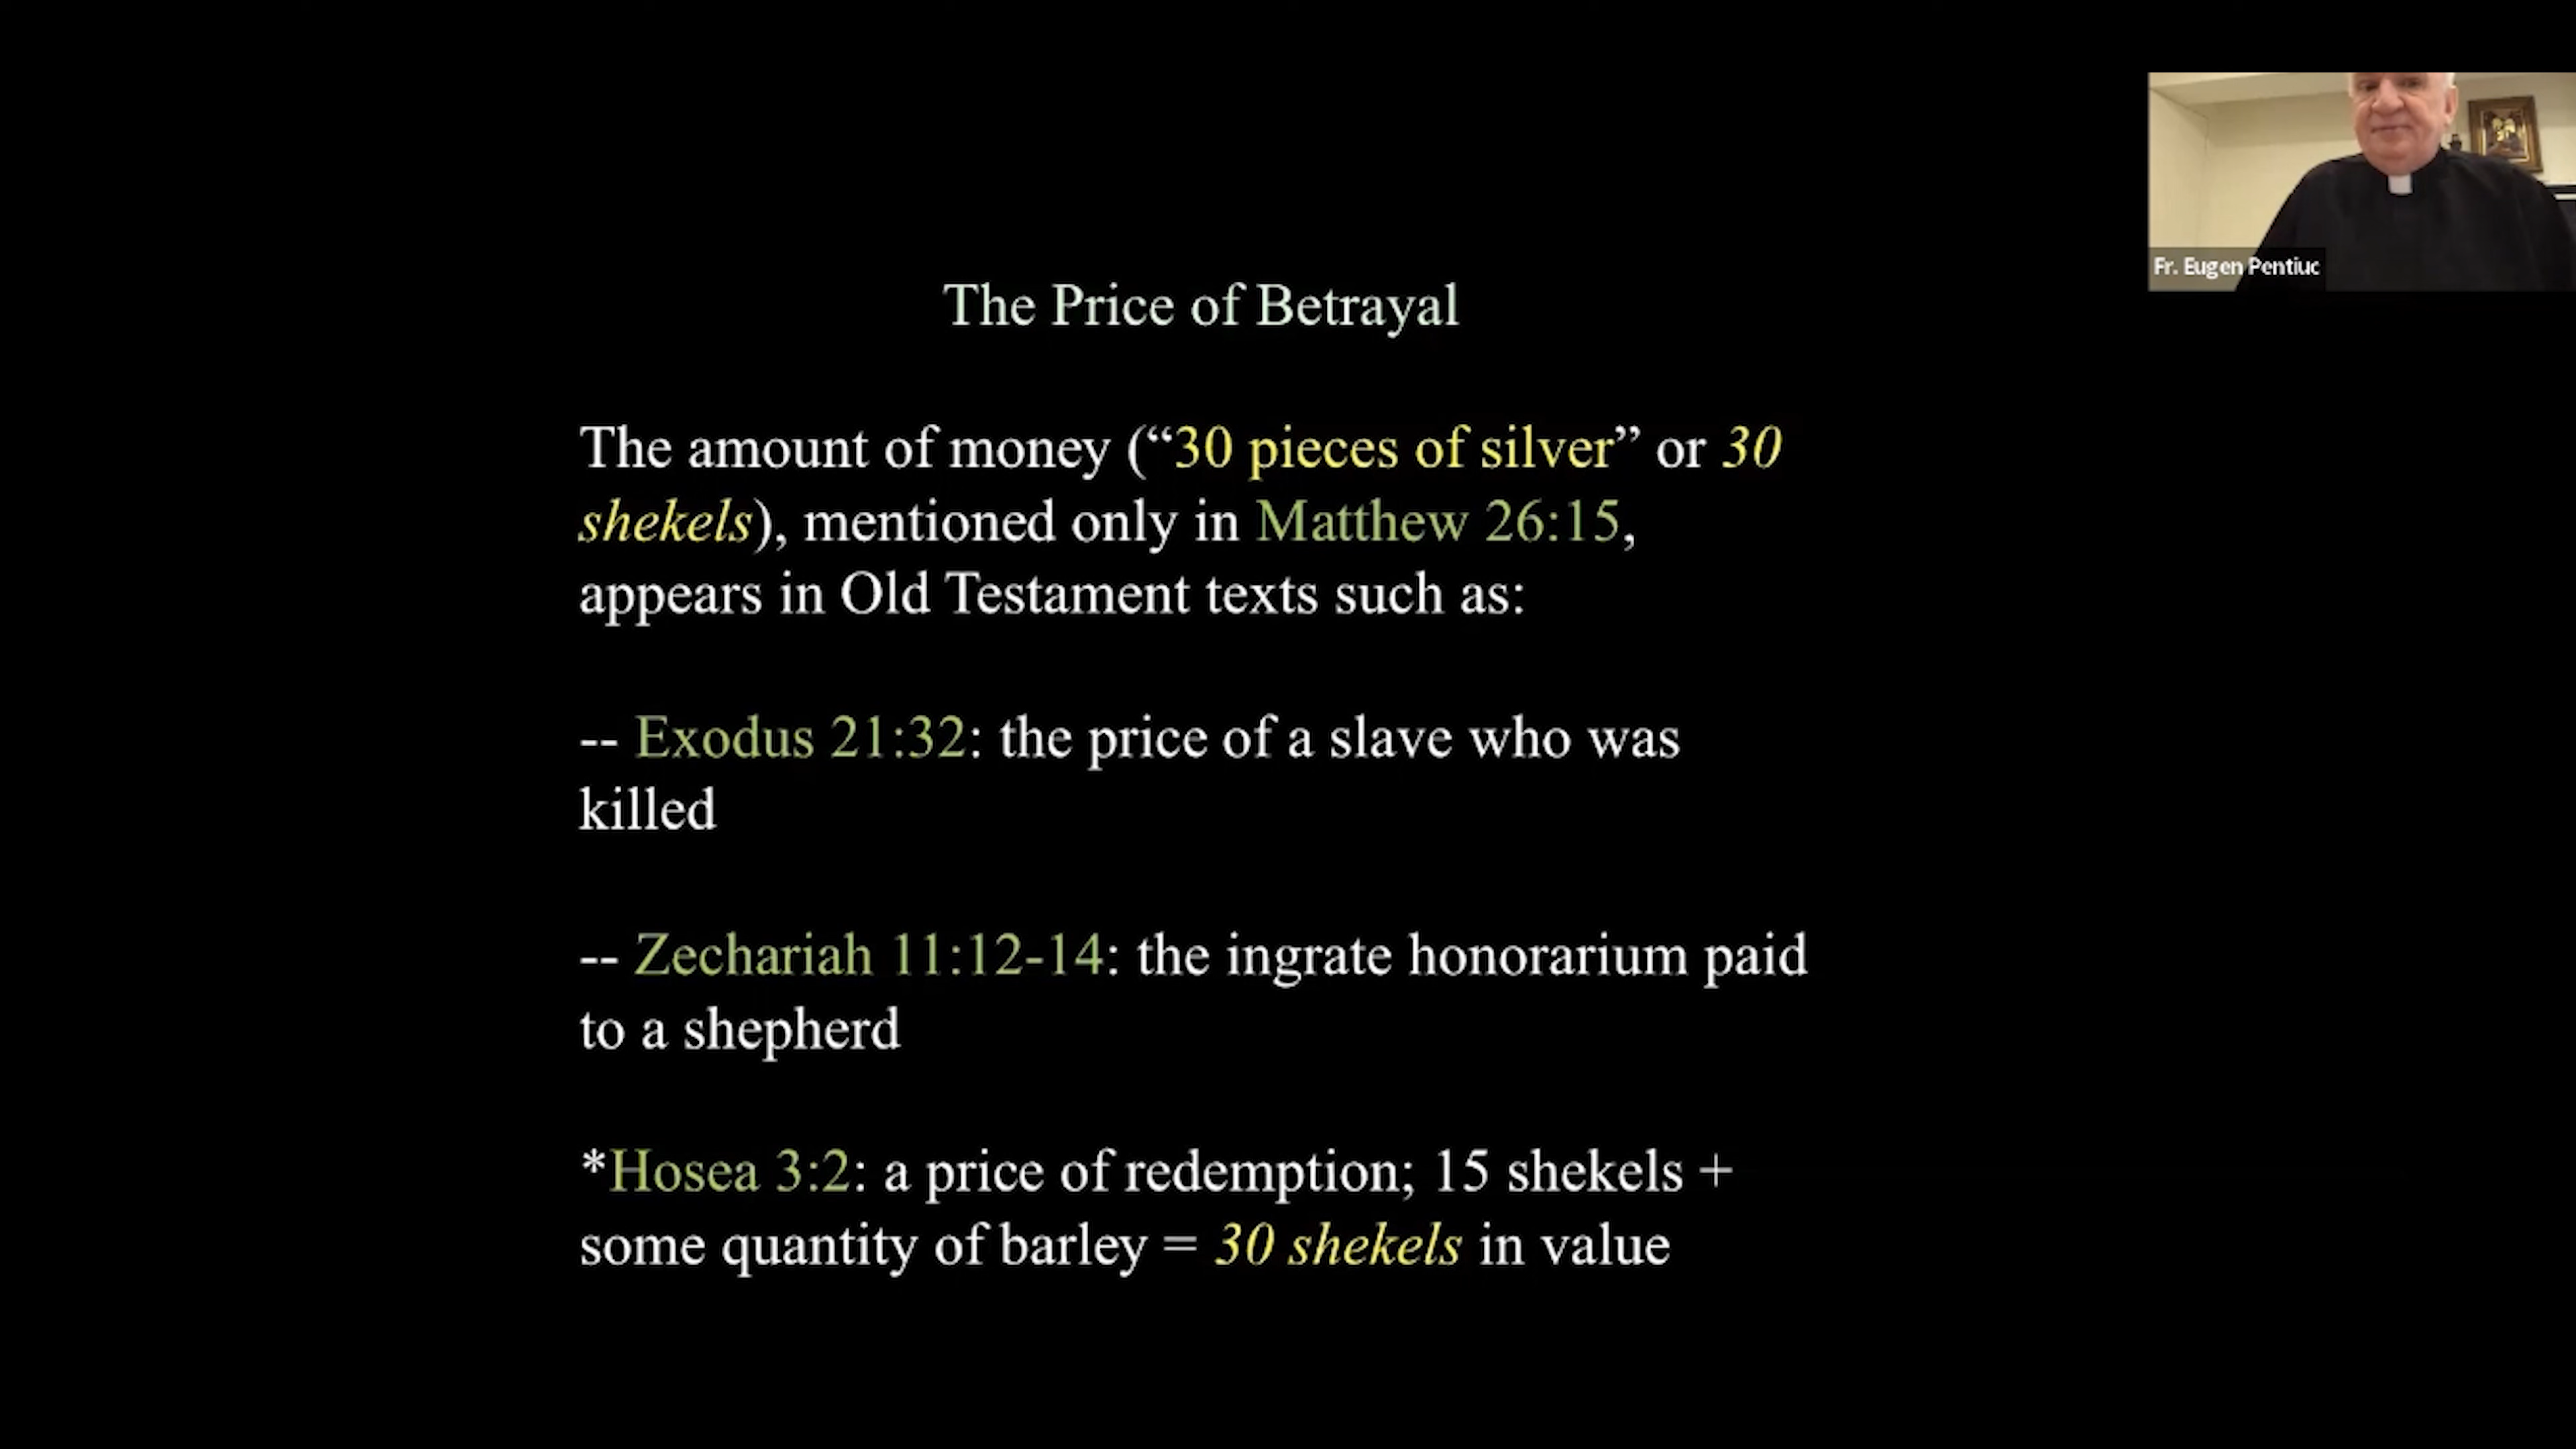 Fr. Eugen Pentiuc
The Price of Betrayal
The amount of money (“30 pieces of silver” or 30
shekels), mentioned only in Matthew 26:15,
appears in Old Testament texts such as:
-- Exodus 21:32: the price of a slave who was
killed
-- Zechariah 11:12-14: the ingrate honorarium paid
to a shepherd
*Hosea 3:2: a price of redemption; 15 shekels +
some quantity of barley = 30 shekels in value